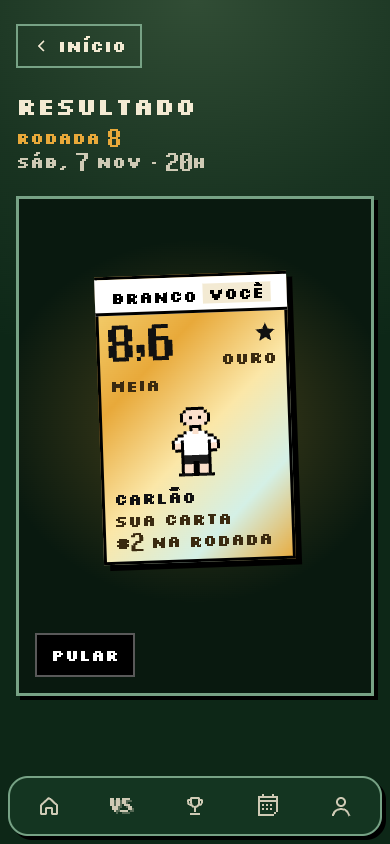 INÍCIO
RESULTADO
RODADA 8
SÁB, 7 NOV · 20H
BRANCO VOCÊ
8,6
OURO
MEIA
CARLÃO
SUA CARTA
#2 NA RODADA
PULAR
VS